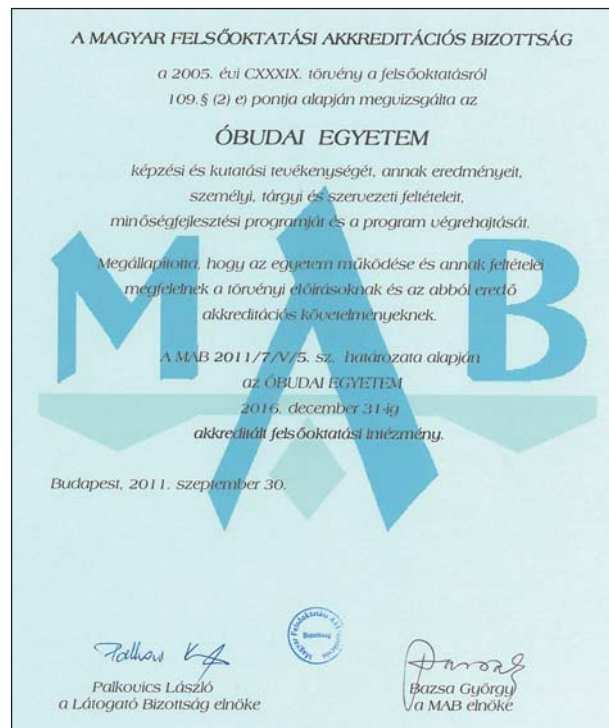 A MAGYAR FELSŐOKTATÁSI AKKREDITÁCIÓS BIZOTTSÁG
a 2005. évi CXXXIX. törvény a felsőoktatásról
109.§ (2) e) pontja alapján megvizsgálta az
ÓBUDAI EGYETEM
képzési és kutatási tevékenységét, annak eredményeit,
személyi, tárgyi és szervezeti feltételeit,
minőségfejlesztési programját és a program végrehajtását.
Megállapította, hogy az egyetem működése és annak feltételei
megfelelnek a törvényi előírásoknak és az abból eredő
akkreditációs követelményeknek.
MAB
A MAB 2011/7/V/5. sz. határozata alapján
az ÓBUDAI EGYETEM
2016. december 31-ig
akkreditált felsőoktatási intézmény.
Budapest, 2011. szeptember 30.
Bizottság
Palkovics László
a Látogató Bizottság elnöke
Bazsa György
a MAB elnöke